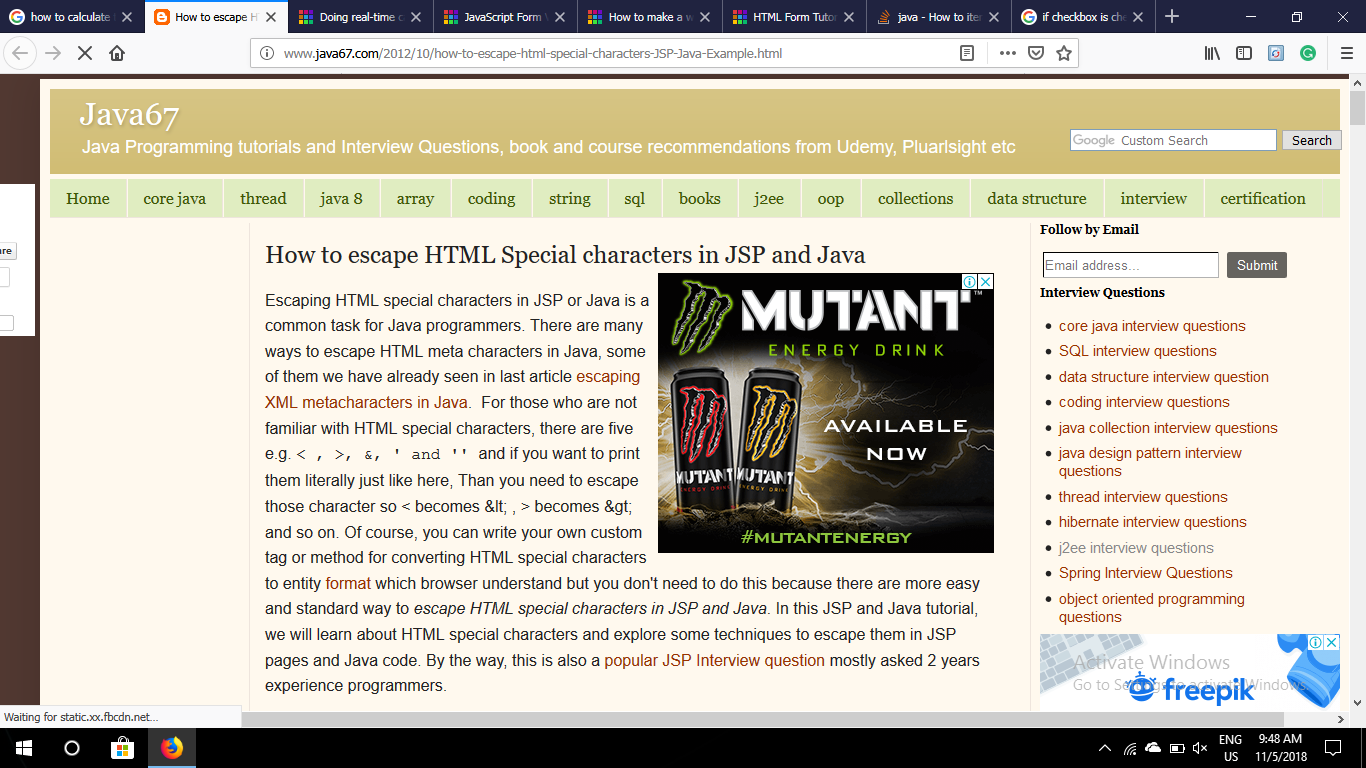 how to calculate
How to escape H
Doing real-time c
JavaScript Form V
How to make a w
HTML Form Tutor
java - How to iter
if checkbox is che
www.java67.com/2012/10/how-to-escape-html-special-characters-JSP-Java-Example.html
Java67
Java Programming tutorials and Interview Questions, book and course recommendations from Udemy, Pluarlsight etc
Google Custom Search
Search
Home
core java
thread
java 8
array
coding
string
sql
books
j2ee
oop
collections
data structure
interview
certification
How to escape HTML Special characters in JSP and Java
Escaping HTML special characters in JSP or Java is a
common task for Java programmers. There are many
ways to escape HTML meta characters in Java, some
of them we have already seen in last article escaping
XML metacharacters in Java.  For those who are not
familiar with HTML special characters, there are five
e.g. < , >, &, ' and '' and if you want to print
them literally just like here, Than you need to escape
those character so < becomes &lt; , > becomes &gt;
and so on. Of course, you can write your own custom
tag or method for converting HTML special characters
to entity format which browser understand but you don't need to do this because there are more easy
and standard way to escape HTML special characters in JSP and Java. In this JSP and Java tutorial,
we will learn about HTML special characters and explore some techniques to escape them in JSP
pages and Java code. By the way, this is also a popular JSP Interview question mostly asked 2 years
experience programmers.
MUTANT™
ENERGY DRINK
AVAILABLE
NOW
MUTANT
ENERGY DRINK
MUTANT
ENERGY DRINK
#MUTANTENERGY
Follow by Email
Email address...
Submit
Interview Questions
core java interview questions
SQL interview questions
data structure interview question
coding interview questions
java collection interview questions
java design pattern interview
questions
thread interview questions
hibernate interview questions
j2ee interview questions
Spring Interview Questions
object oriented programming
questions
Activate Windows
Go to Settings to activate Windows.
freepik
are
Waiting for static.xx.fbcdn.net...
ENG
US
9:48 AM
11/5/2018